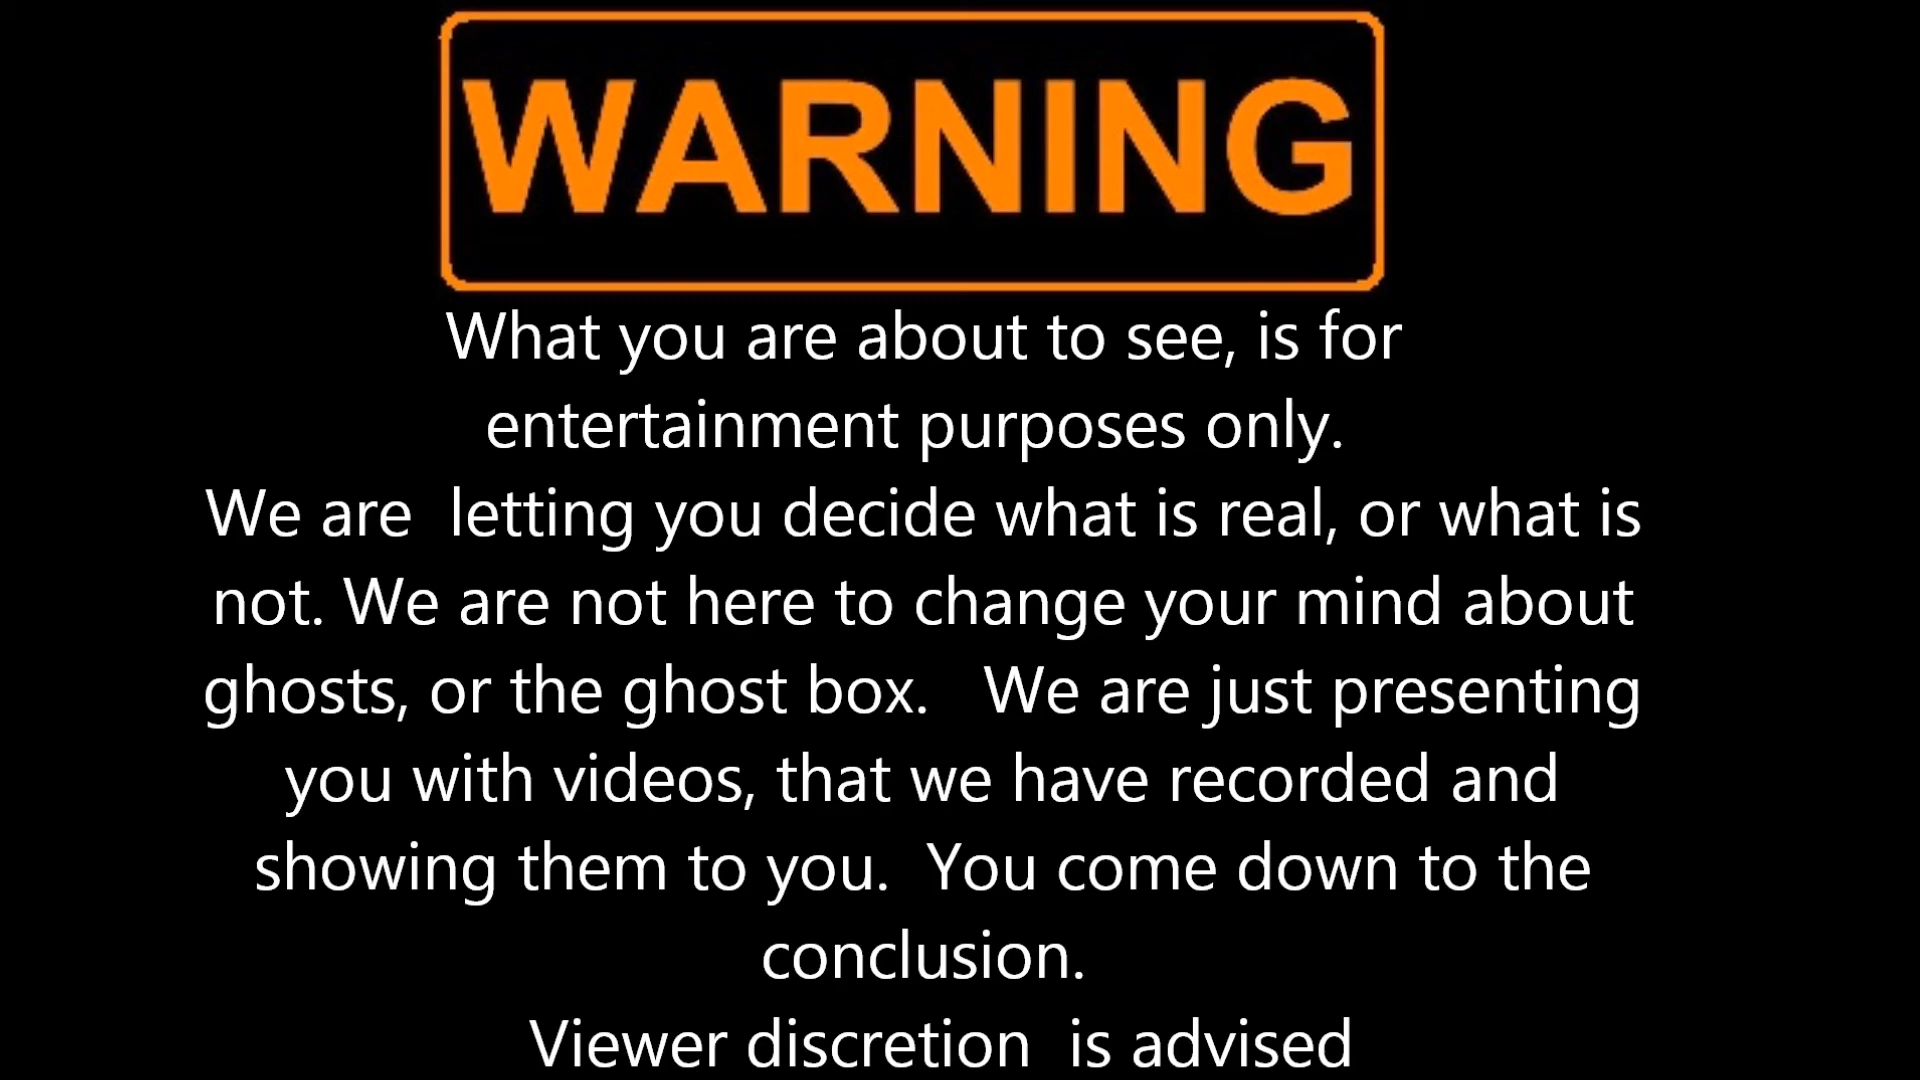 WARNING
What you are about to see, is for
entertainment purposes only.
We are  letting you decide what is real, or what is
not. We are not here to change your mind about
ghosts, or the ghost box.   We are just presenting
you with videos, that we have recorded and
showing them to you.  You come down to the
conclusion.
Viewer discretion  is advised